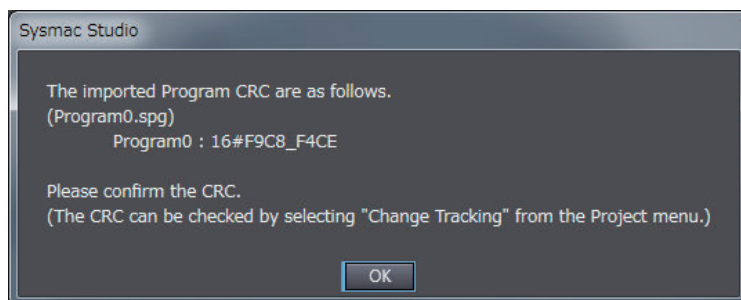 Sysmac Studio
The imported Program CRC are as follows.
(Program0.spg)
Program0 : 16#F9C8_F4CE
Please confirm the CRC.
(The CRC can be checked by selecting "Change Tracking" from the Project menu.)
OK